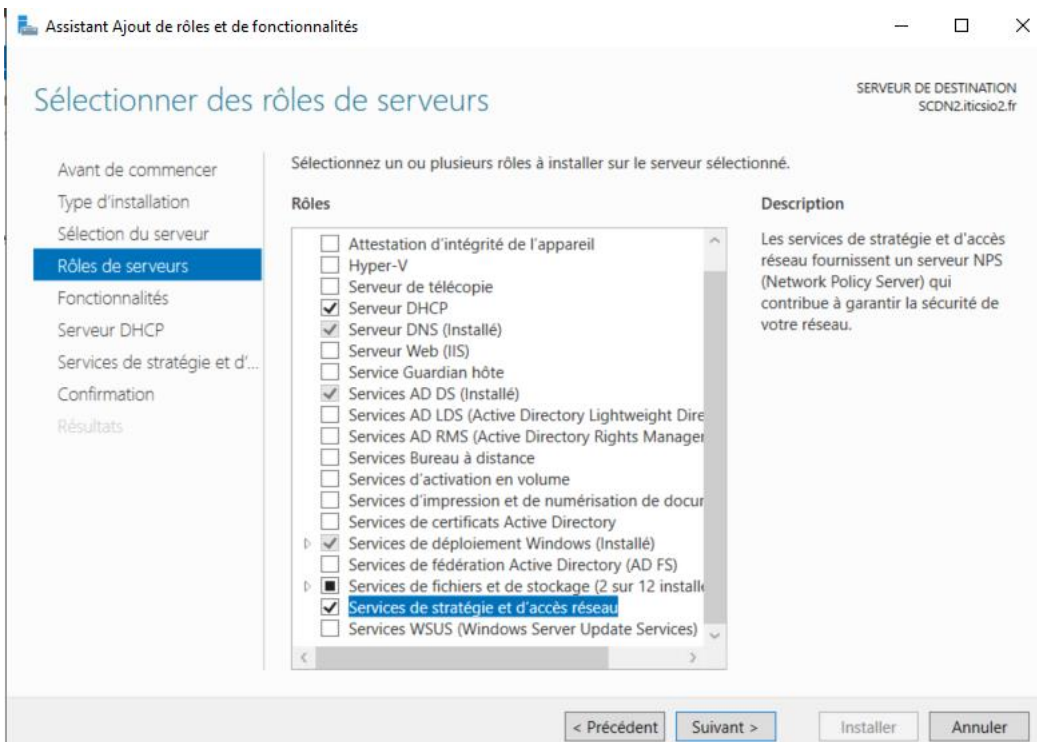 Assistant Ajout de rôles et de fonctionnalités
Sélectionner des rôles de serveurs
SERVEUR DE DESTINATION
SCDN2.iticsio2.fr
Avant de commencer
Type d'installation
Sélection du serveur
Rôles de serveurs
Fonctionnalités
Serveur DHCP
Services de stratégie et d'...
Confirmation
Résultats
Sélectionnez un ou plusieurs rôles à installer sur le serveur sélectionné.
Rôles
Attestation d'intégrité de l'appareil
Hyper-V
Serveur de télécopie
Serveur DHCP
Serveur DNS (Installé)
Serveur Web (IIS)
Service Guardian hôte
Services AD DS (Installé)
Services AD LDS (Active Directory Lightweight Dire
Services AD RMS (Active Directory Rights Manager
Services Bureau à distance
Services d'activation en volume
Services d'impression et de numérisation de docur
Services de certificats Active Directory
Services de déploiement Windows (Installé)
Services de fédération Active Directory (AD FS)
Services de fichiers et de stockage (2 sur 12 installé
Services de stratégie et d'accès réseau
Services WSUS (Windows Server Update Services)
Description
Les services de stratégie et d'accès
réseau fournissent un serveur NPS
(Network Policy Server) qui
contribue à garantir la sécurité de
votre réseau.
< Précédent
Suivant >
Installer
Annuler